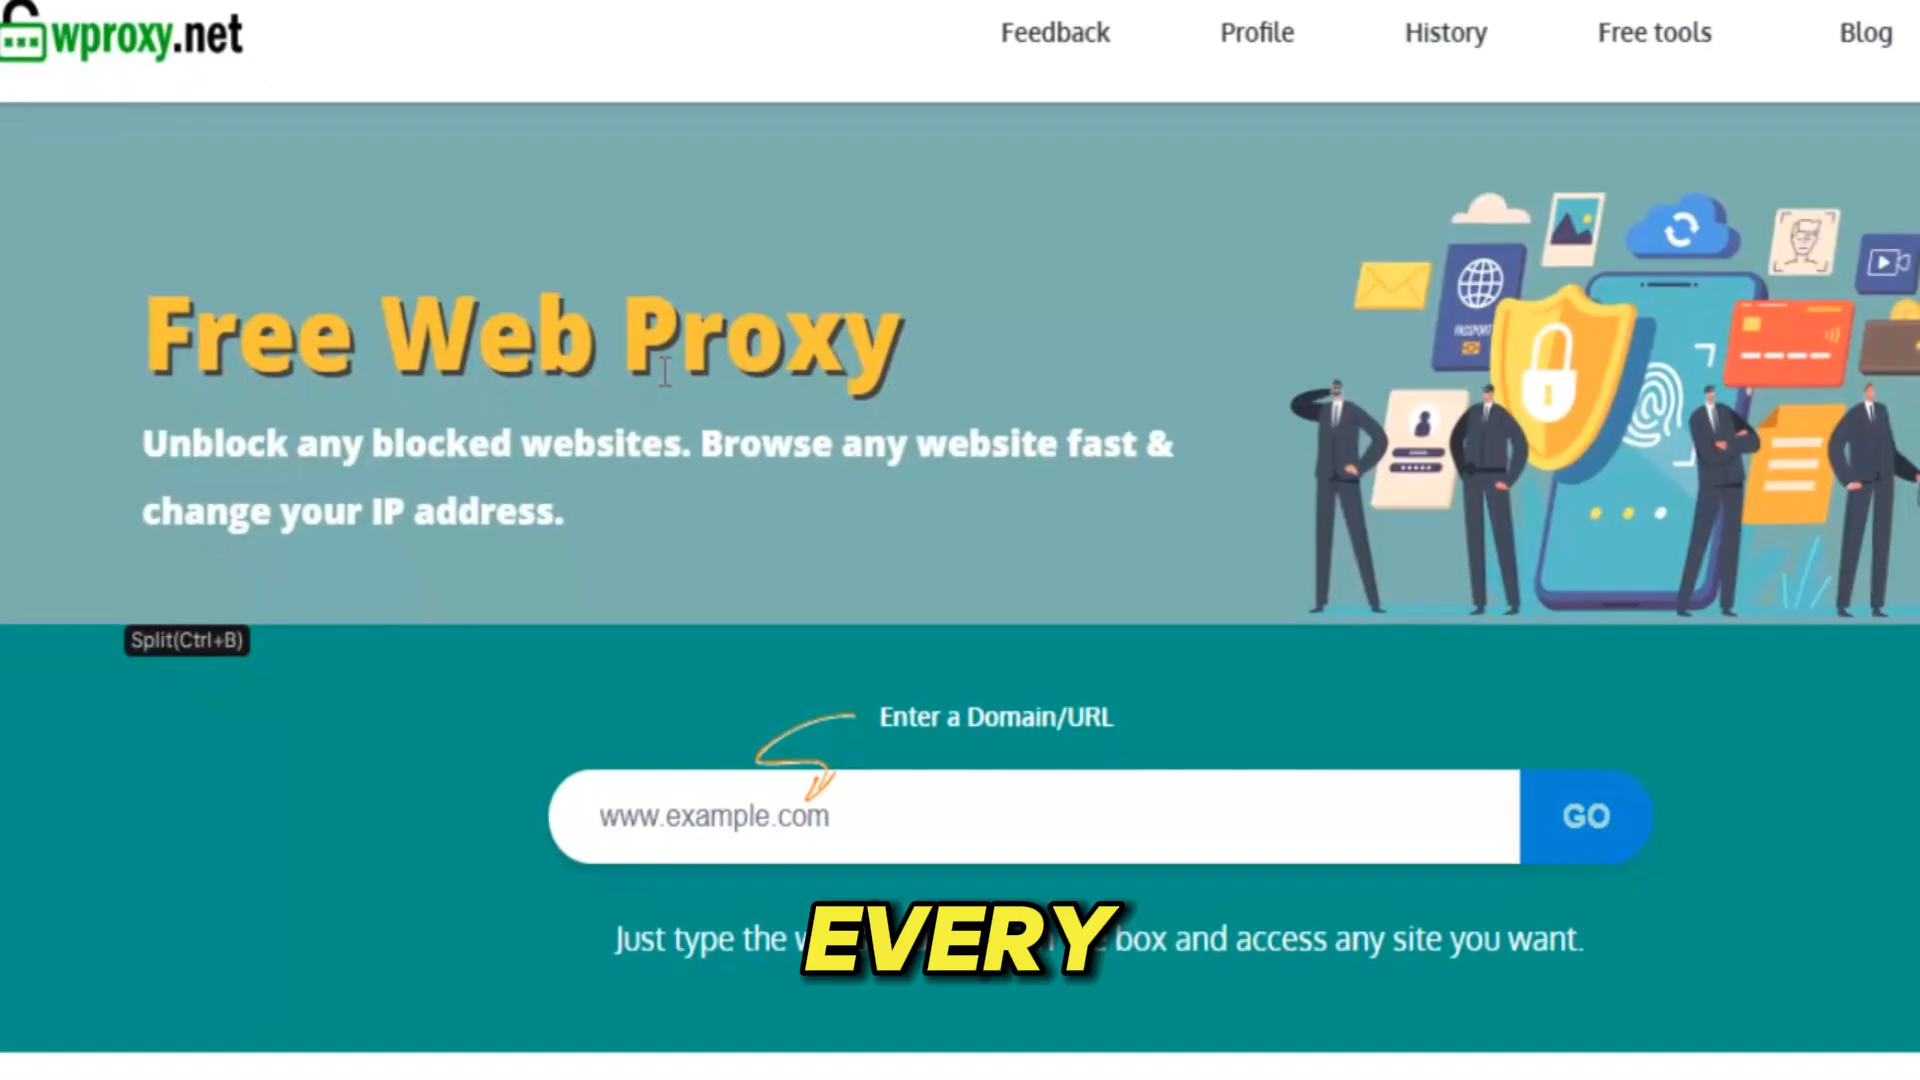 wproxy.net
Feedback
Profile
History
Free tools
Blog
Free Web Proxy
Unblock any blocked websites. Browse any website fast &
change your IP address.
PASSPORT
Split(Ctrl+B)
Enter a Domain/URL
www.example.com
GO
Just type the box and access any site you want.
EVERY